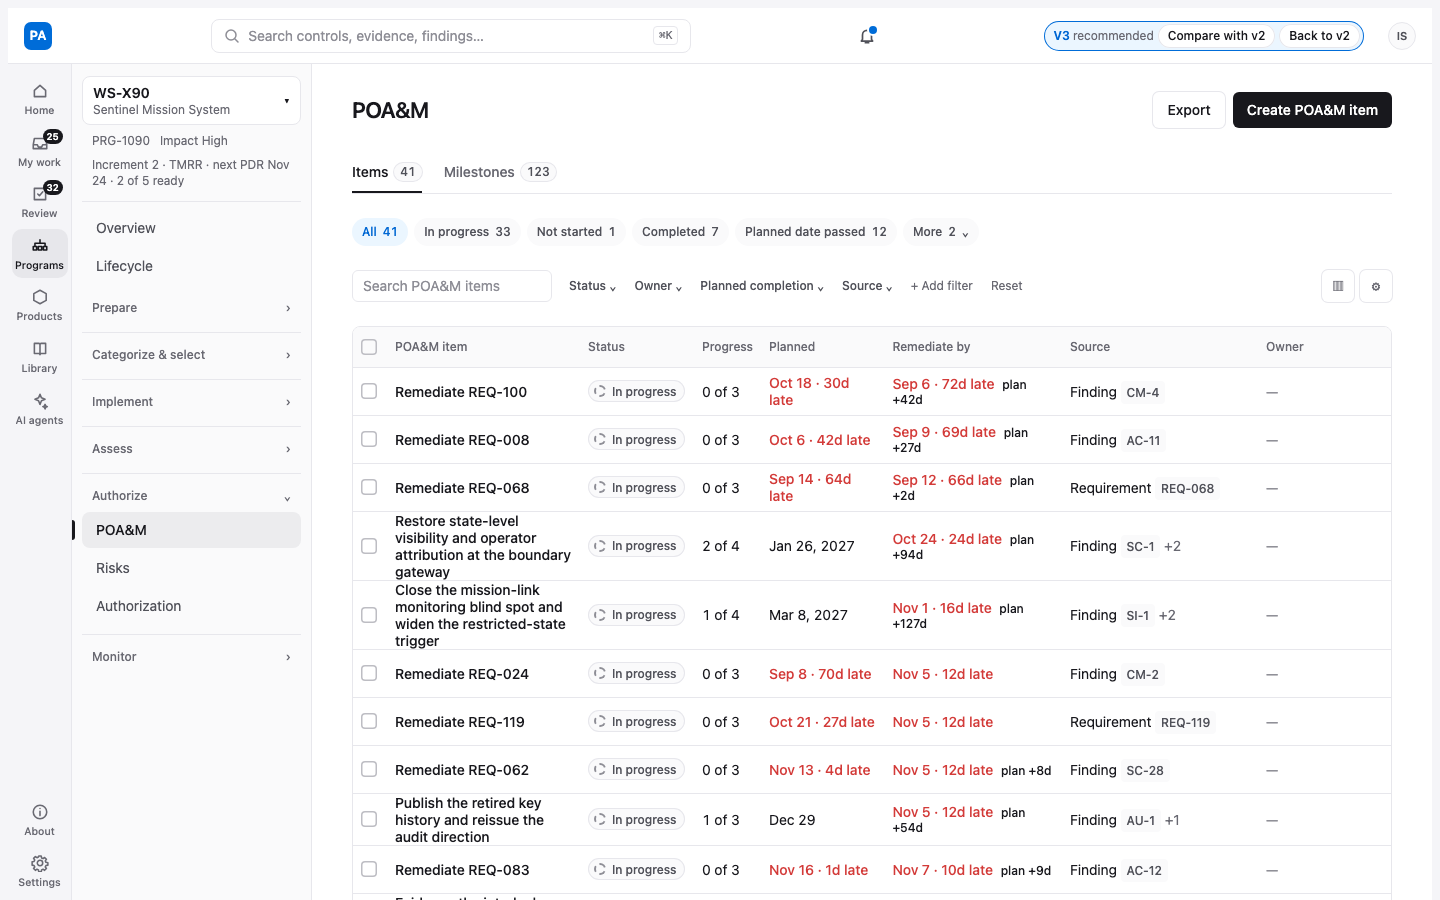 PA
Search controls, evidence, findings...
⌘K
V3 recommended
Compare with v2
Back to v2
IS
Home
25
My work
32
Review
Programs
Products
Library
AI agents
About
Settings
WS-X90
Sentinel Mission System
PRG-1090 Impact High
Increment 2 · TMRR · next PDR Nov
24 · 2 of 5 ready
Overview
Lifecycle
Prepare
Categorize & select
Implement
Assess
Authorize
POA&M
Risks
Authorization
Monitor
POA&M
Export
Create POA&M item
Items 41
Milestones 123
All 41
In progress 33
Not started 1
Completed 7
Planned date passed 12
More 2
Search POA&M items
Status
Owner
Planned completion
Source
+ Add filter
Reset
POA&M item Status Progress Planned Remediate by Source Owner
Remediate REQ-100 In progress 0 of 3 Oct 18 · 30d late Sep 6 · 72d late plan +42d Finding CM-4 —
Remediate REQ-008 In progress 0 of 3 Oct 6 · 42d late Sep 9 · 69d late plan +27d Finding AC-11 —
Remediate REQ-068 In progress 0 of 3 Sep 14 · 64d late Sep 12 · 66d late plan +2d Requirement REQ-068 —
Restore state-level visibility and operator attribution at the boundary gateway In progress 2 of 4 Jan 26, 2027 Oct 24 · 24d late plan +94d Finding SC-1 +2 —
Close the mission-link monitoring blind spot and widen the restricted-state trigger In progress 1 of 4 Mar 8, 2027 Nov 1 · 16d late plan +127d Finding SI-1 +2 —
Remediate REQ-024 In progress 0 of 3 Sep 8 · 70d late Nov 5 · 12d late Finding CM-2 —
Remediate REQ-119 In progress 0 of 3 Oct 21 · 27d late Nov 5 · 12d late Requirement REQ-119 —
Remediate REQ-062 In progress 0 of 3 Nov 13 · 4d late Nov 5 · 12d late plan +8d Finding SC-28 —
Publish the retired key history and reissue the audit direction In progress 1 of 3 Dec 29 Nov 5 · 12d late plan +54d Finding AU-1 +1 —
Remediate REQ-083 In progress 0 of 3 Nov 16 · 1d late Nov 7 · 10d late plan +9d Finding AC-12 —